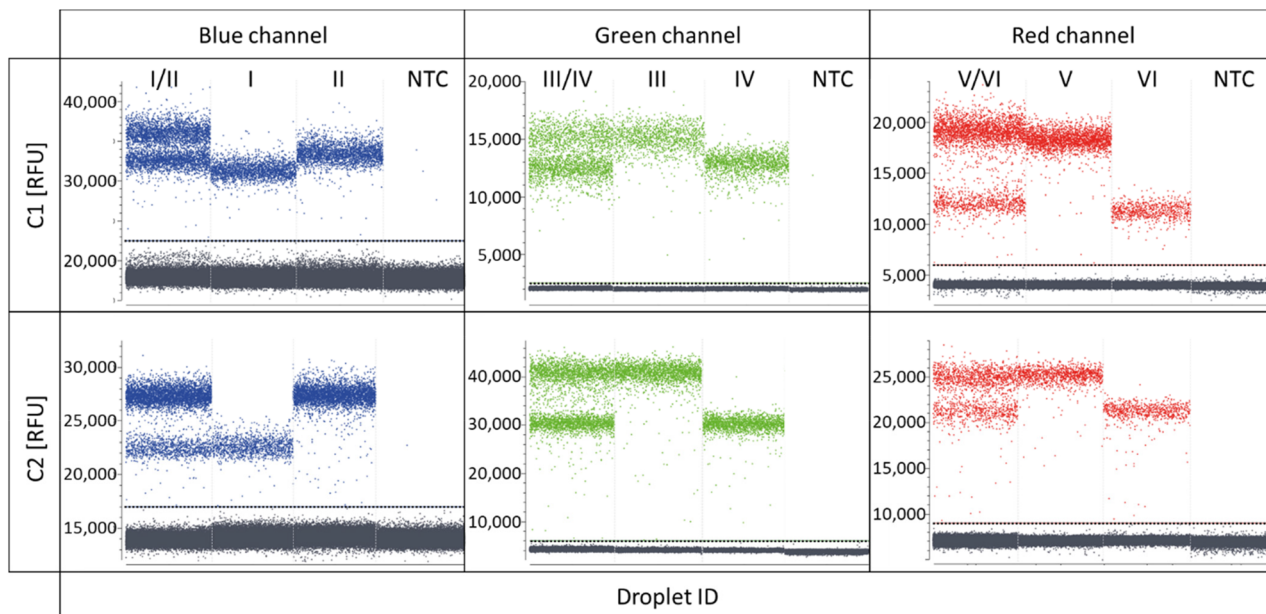 Blue channel
Green channel
Red channel
C1 [RFU]
I/II I II NTC
40,000
30,000
20,000
III/IV III IV NTC
20,000
15,000
10,000
5,000
V/VI V VI NTC
20,000
15,000
10,000
5,000
C2 [RFU]
30,000
25,000
20,000
15,000
40,000
30,000
20,000
10,000
25,000
20,000
15,000
10,000
Droplet ID